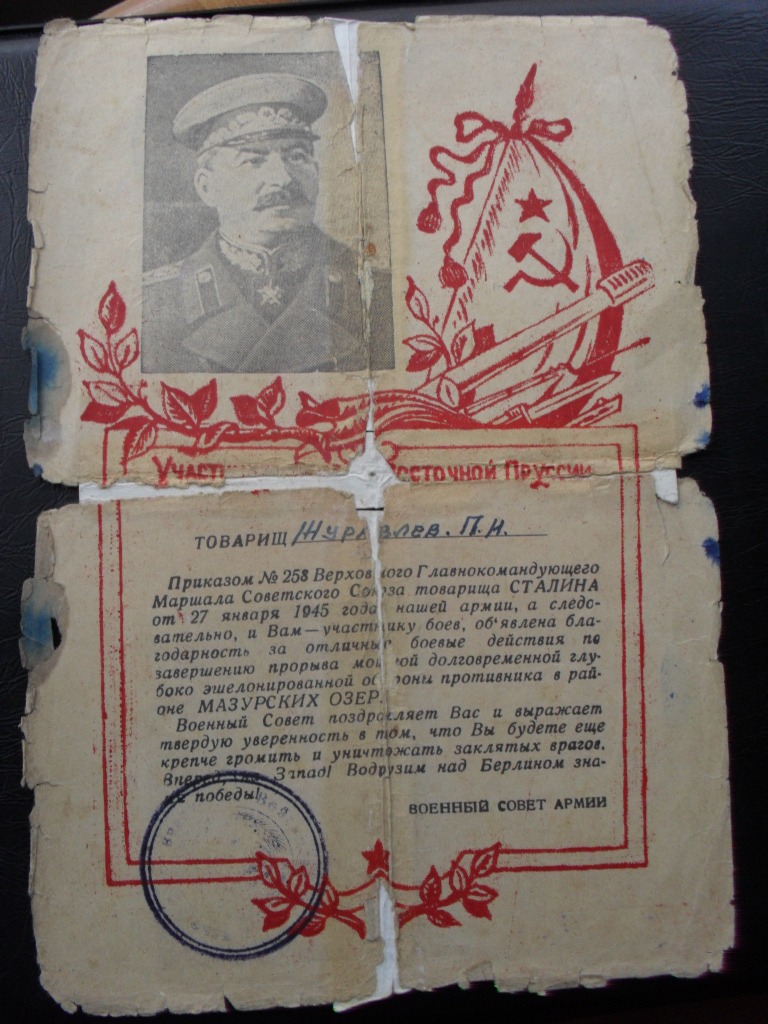 Восточной Пруссии
ТОВАРИЩ Журавлев. П.И.
Приказом № 258 Верховного Главнокомандующего
Маршала Советского Союза товарища СТАЛИНА
от 27 января 1945 года нашей армии, а следо-
вательно, и Вам—участнику боев, об'явлена бла-
годарность за отличные боевые действия по
завершению прорыва мощной долговременной глу-
боко эшелонированной обороны противника в рай-
оне МАЗУРСКИХ ОЗЕР.
Военный Совет поздравляет Вас и выражает
твердую уверенность в том, что Вы будете еще
крепче громить и уничтожать заклятых врагов.
Вперед, на Запад! Водрузим над Берлином зна-
мя победы!
ВОЕННЫЙ СОВЕТ АРМИИ